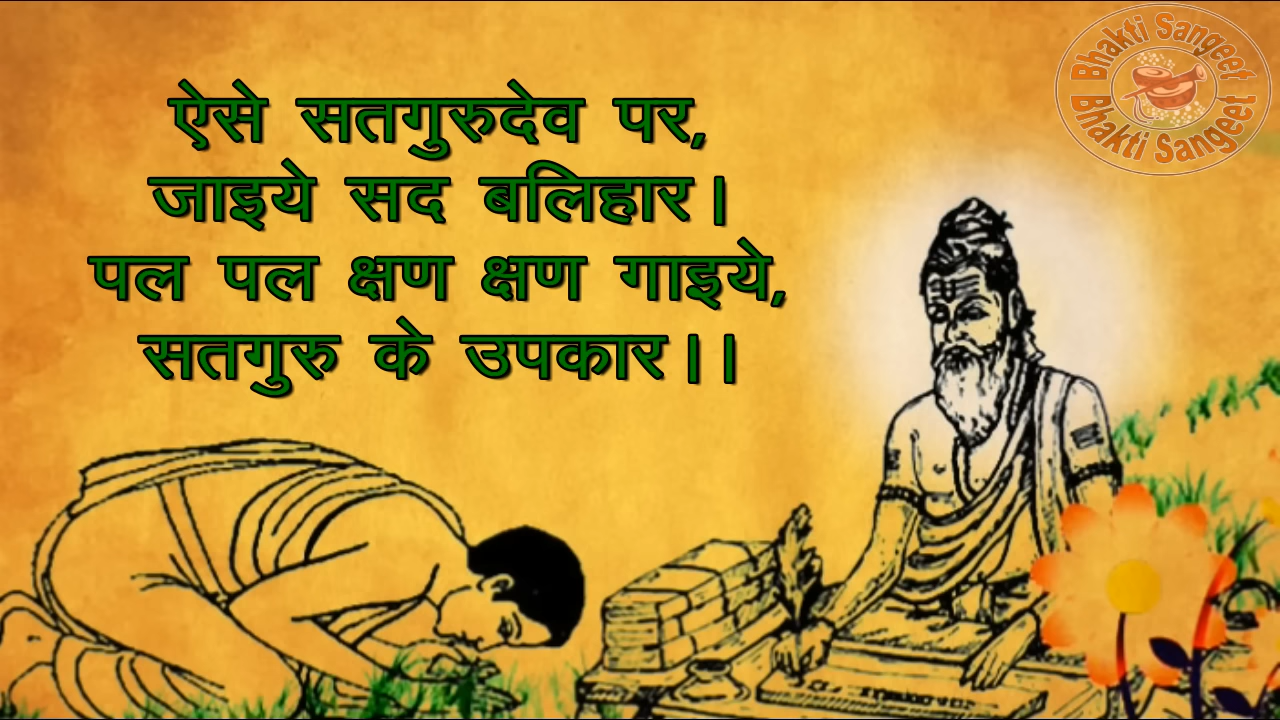 Bhakti Sangeet
Bhakti Sangeet
ऐसे सतगुरुदेव पर,
जाइये सद बलिहार।
पल पल क्षण क्षण गाइये,
सतगुरु के उपकार।।